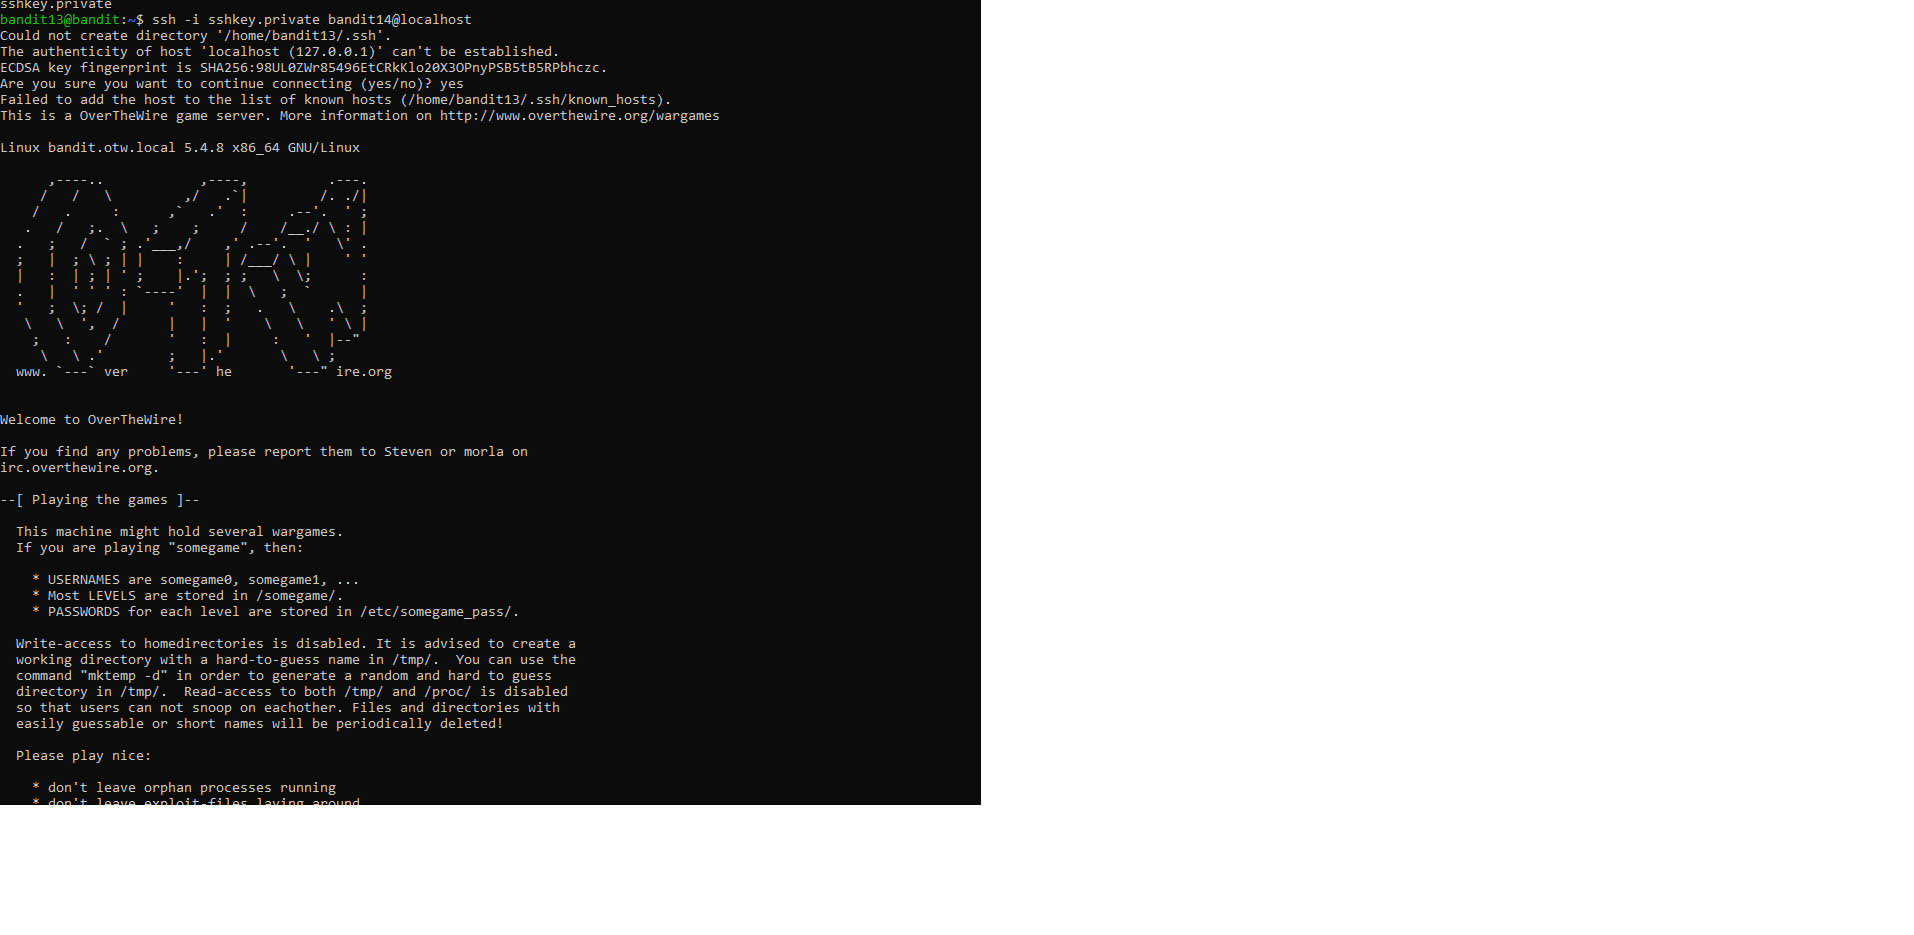 sshkey.private
bandit13@bandit:~$ ssh -i sshkey.private bandit14@localhost
Could not create directory '/home/bandit13/.ssh'.
The authenticity of host 'localhost (127.0.0.1)' can't be established.
ECDSA key fingerprint is SHA256:98UL0ZWr85496EtCRkKlo20X3OPnyPSB5tB5RPbhczc.
Are you sure you want to continue connecting (yes/no)? yes
Failed to add the host to the list of known hosts (/home/bandit13/.ssh/known_hosts).
This is a OverTheWire game server. More information on http://www.overthewire.org/wargames
Linux bandit.otw.local 5.4.8 x86_64 GNU/Linux
      ,----..            ,----,          .---.
     /   /   \         ,/   .`|         /. ./|
    /   .     :      ,`   .'  :     .--'.  ' ;
   .   /   ;.  \   ;    ;     /    /__./ \ : |
  .   ;   /  ` ; .'___,/    ,' .--'.  '   \' .
  ;   |  ; \ ; | |    :     | /___/ \ |    ' '
  |   :  | ; | ' ;    |.';  ; ;   \  \;      :
  .   |  ' ' ' : `----'  |  |  \   ;  `      |
  '   ;  \; /  |     '   :  ;   .   \    .\  ;
   \   \  ',  /      |   |  '    \   \   ' \ |
    ;   :    /       '   :  |     :   '  |--"
     \   \ .'        ;   |.'       \   \ ;
  www. `---` ver     '---' he       '---" ire.org
Welcome to OverTheWire!
If you find any problems, please report them to Steven or morla on
irc.overthewire.org.
--[ Playing the games ]--
  This machine might hold several wargames.
  If you are playing "somegame", then:
    * USERNAMES are somegame0, somegame1, ...
    * Most LEVELS are stored in /somegame/.
    * PASSWORDS for each level are stored in /etc/somegame_pass/.
  Write-access to homedirectories is disabled. It is advised to create a
  working directory with a hard-to-guess name in /tmp/.  You can use the
  command "mktemp -d" in order to generate a random and hard to guess
  directory in /tmp/.  Read-access to both /tmp/ and /proc/ is disabled
  so that users can not snoop on eachother. Files and directories with
  easily guessable or short names will be periodically deleted!
  Please play nice:
    * don't leave orphan processes running
    * don't leave exploit-files laying around